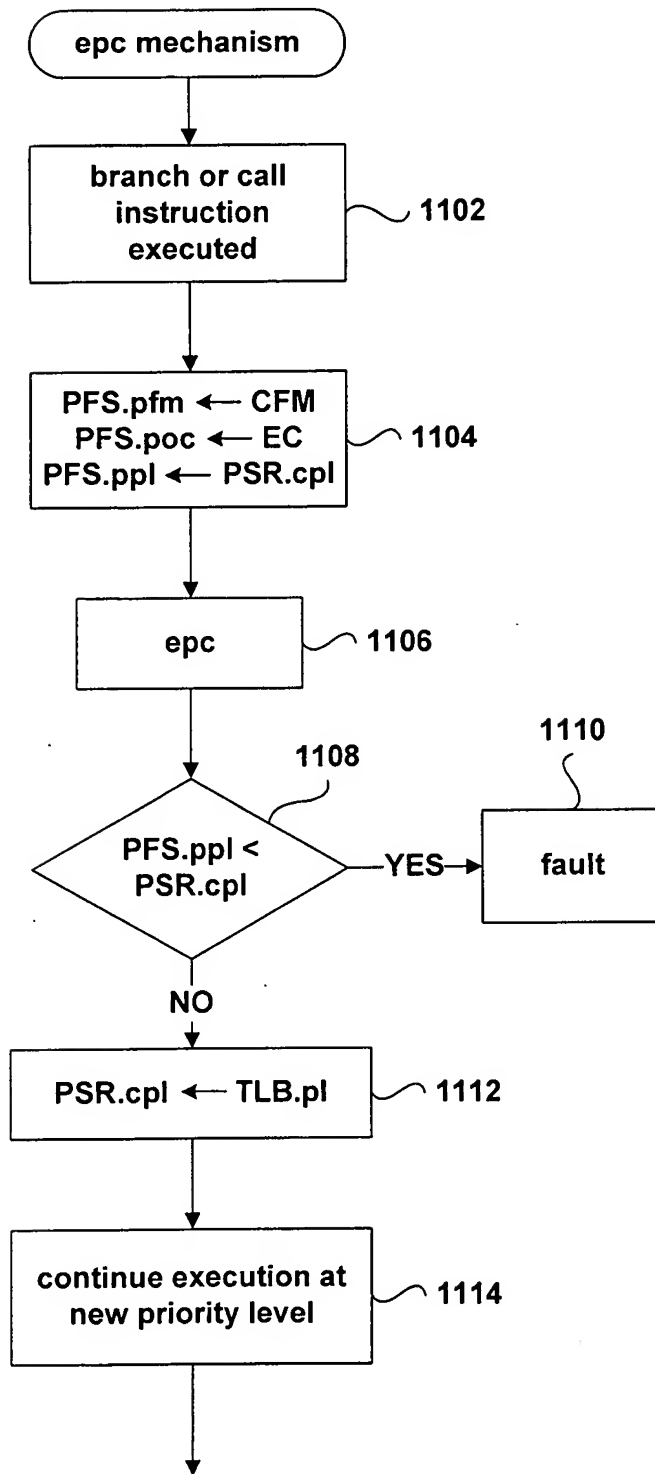 epc mechanism
branch or call
instruction
executed
1102
PFS.pfm ← CFM
PFS.poc ← EC
PFS.ppl ← PSR.cpl
1104
epc
1106
1108
1110
PFS.ppl <
PSR.cpl
YES
fault
NO
PSR.cpl ← TLB.pl
1112
continue execution at
new priority level
1114